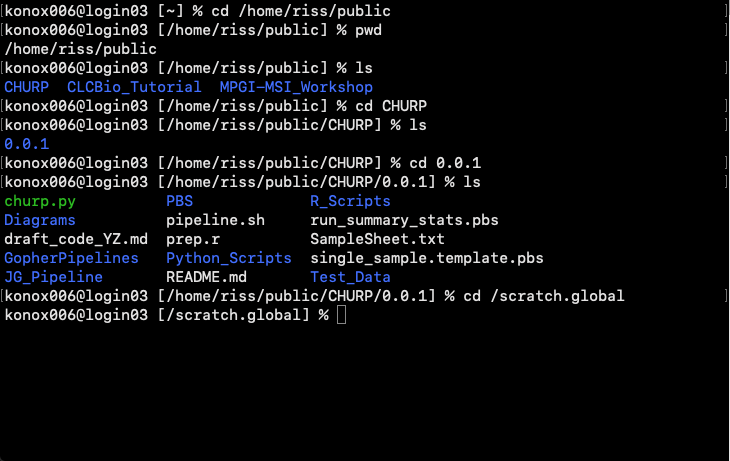 [konox006@login03 [~] % cd /home/riss/public ]
[konox006@login03 [/home/riss/public] % pwd ]
/home/riss/public
[konox006@login03 [/home/riss/public] % ls ]
CHURP  CLCBio_Tutorial  MPGI-MSI_Workshop
[konox006@login03 [/home/riss/public] % cd CHURP ]
[konox006@login03 [/home/riss/public/CHURP] % ls ]
0.0.1
[konox006@login03 [/home/riss/public/CHURP] % cd 0.0.1 ]
[konox006@login03 [/home/riss/public/CHURP/0.0.1] % ls ]
churp.py          PBS             R_Scripts
Diagrams          pipeline.sh     run_summary_stats.pbs
draft_code_YZ.md  prep.r          SampleSheet.txt
GopherPipelines   Python_Scripts  single_sample.template.pbs
JG_Pipeline       README.md       Test_Data
[konox006@login03 [/home/riss/public/CHURP/0.0.1] % cd /scratch.global ]
konox006@login03 [/scratch.global] %